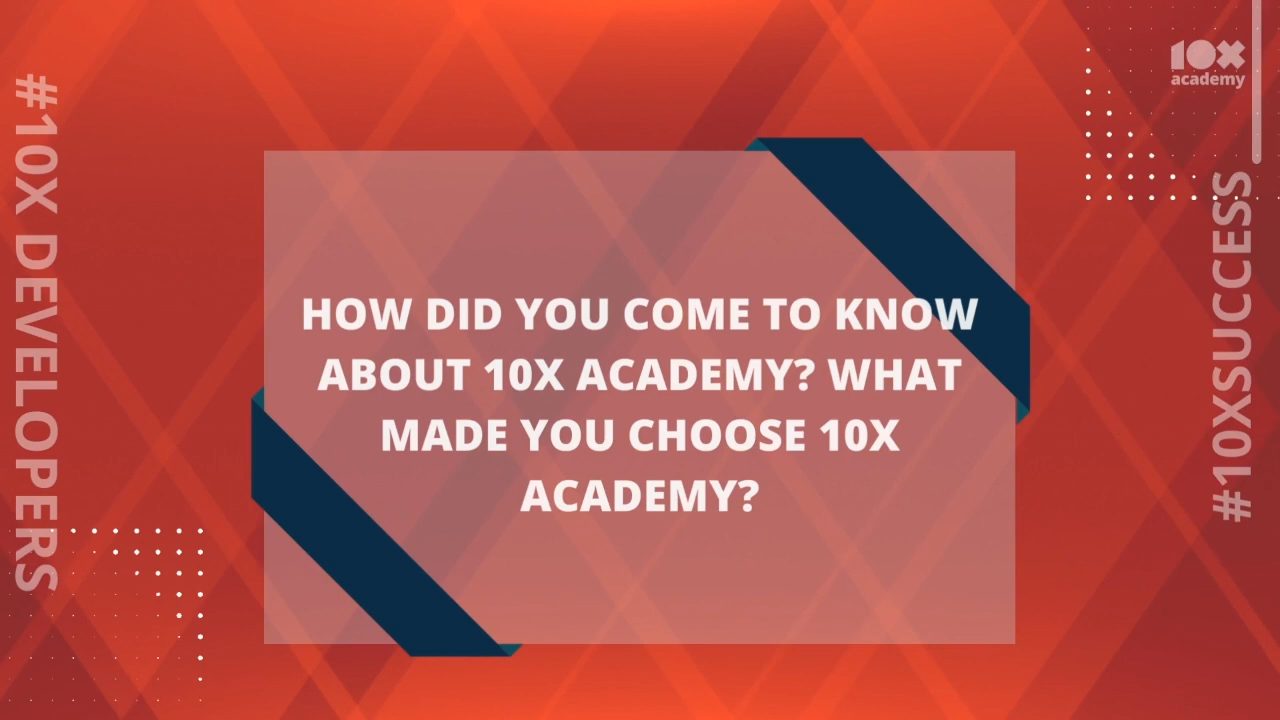 #10X DEVELOPERS
10x
academy
#10XSUCCESS
HOW DID YOU COME TO KNOW
ABOUT 10X ACADEMY? WHAT
MADE YOU CHOOSE 10X
ACADEMY?